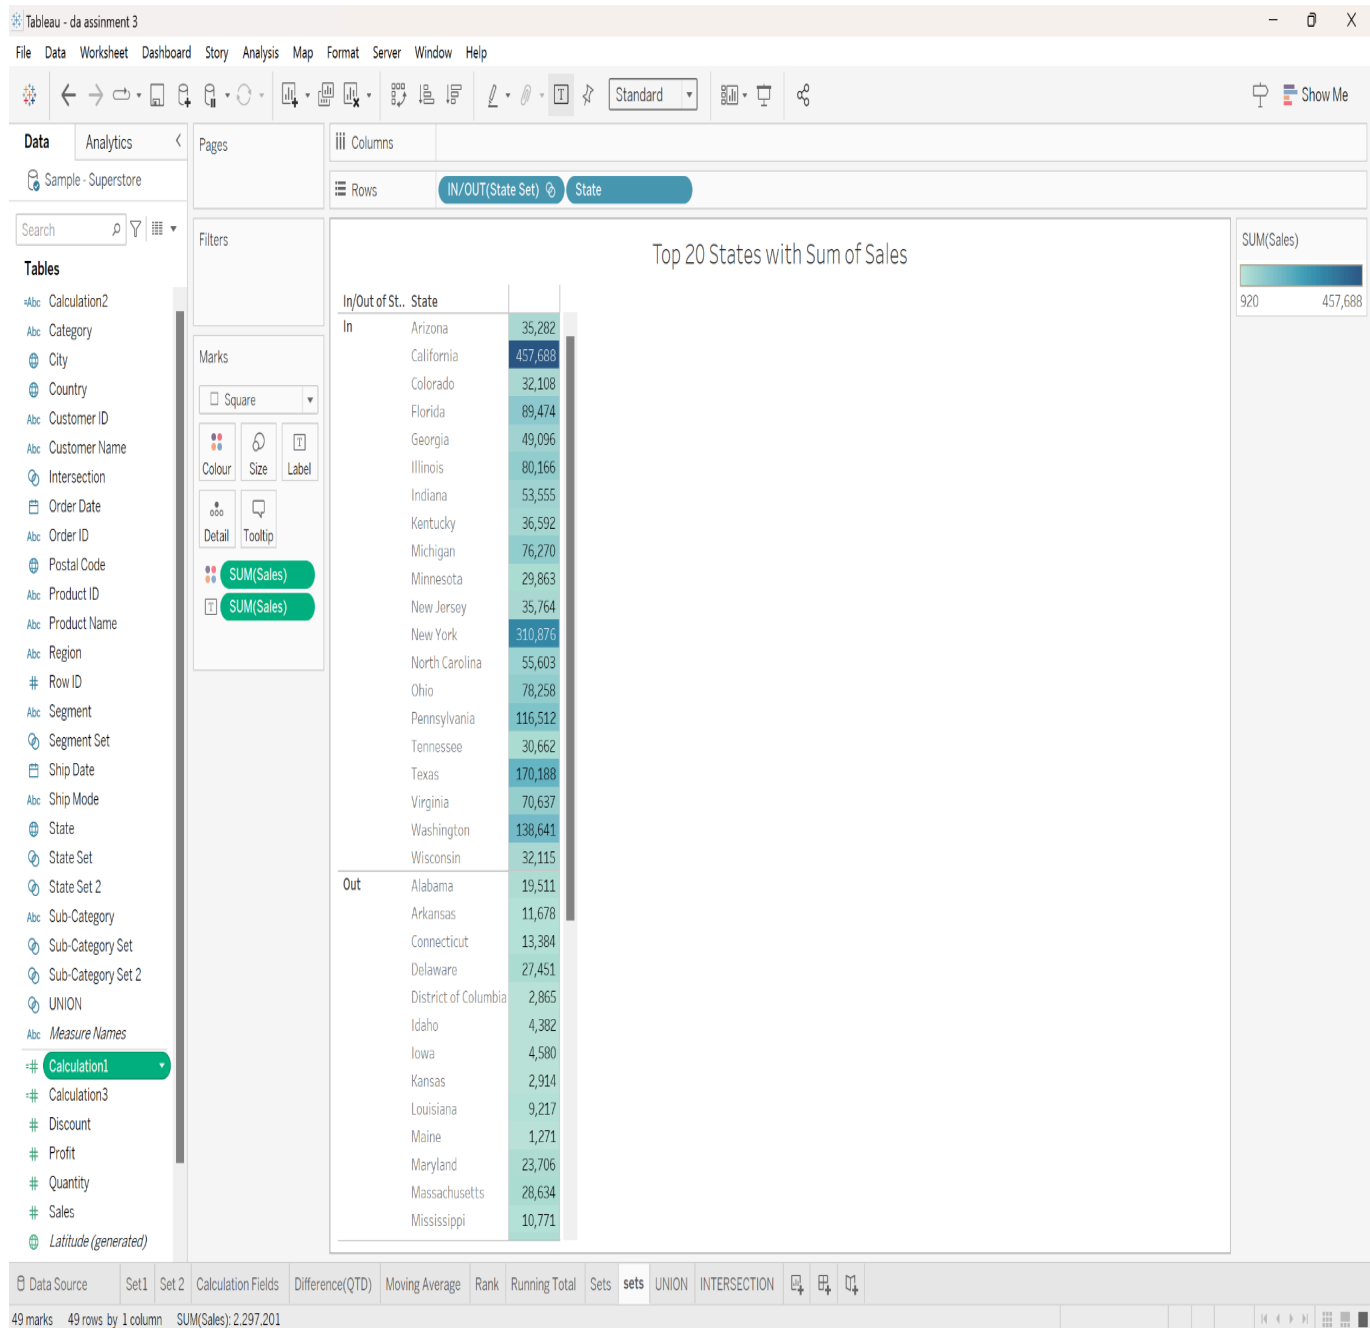 Tableau - da assinment 3
File Data Worksheet Dashboard Story Analysis Map Format Server Window Help
Standard
Show Me
Data Analytics
Sample - Superstore
Search
Tables
Abc Calculation2
Abc Category
City
Country
Abc Customer ID
Abc Customer Name
Intersection
Order Date
Abc Order ID
Postal Code
Abc Product ID
Abc Product Name
Abc Region
# Row ID
Abc Segment
Segment Set
Ship Date
Abc Ship Mode
State
State Set
State Set 2
Abc Sub-Category
Sub-Category Set
Sub-Category Set 2
UNION
Abc Measure Names
=# Calculation1
=# Calculation3
# Discount
# Profit
# Quantity
# Sales
Latitude (generated)
Pages
Filters
Marks
Square
Colour Size Label
Detail Tooltip
SUM(Sales)
SUM(Sales)
Columns
Rows IN/OUT(State Set) State
Top 20 States with Sum of Sales
In/Out of St.. State
In Arizona 35,282
California 457,688
Colorado 32,108
Florida 89,474
Georgia 49,096
Illinois 80,166
Indiana 53,555
Kentucky 36,592
Michigan 76,270
Minnesota 29,863
New Jersey 35,764
New York 310,876
North Carolina 55,603
Ohio 78,258
Pennsylvania 116,512
Tennessee 30,662
Texas 170,188
Virginia 70,637
Washington 138,641
Wisconsin 32,115
Out Alabama 19,511
Arkansas 11,678
Connecticut 13,384
Delaware 27,451
District of Columbia 2,865
Idaho 4,382
Iowa 4,580
Kansas 2,914
Louisiana 9,217
Maine 1,271
Maryland 23,706
Massachusetts 28,634
Mississippi 10,771
SUM(Sales)
920 457,688
Data Source Set1 Set 2 Calculation Fields Difference(QTD) Moving Average Rank Running Total Sets sets UNION INTERSECTION
49 marks 49 rows by 1 column SUM(Sales): 2,297,201